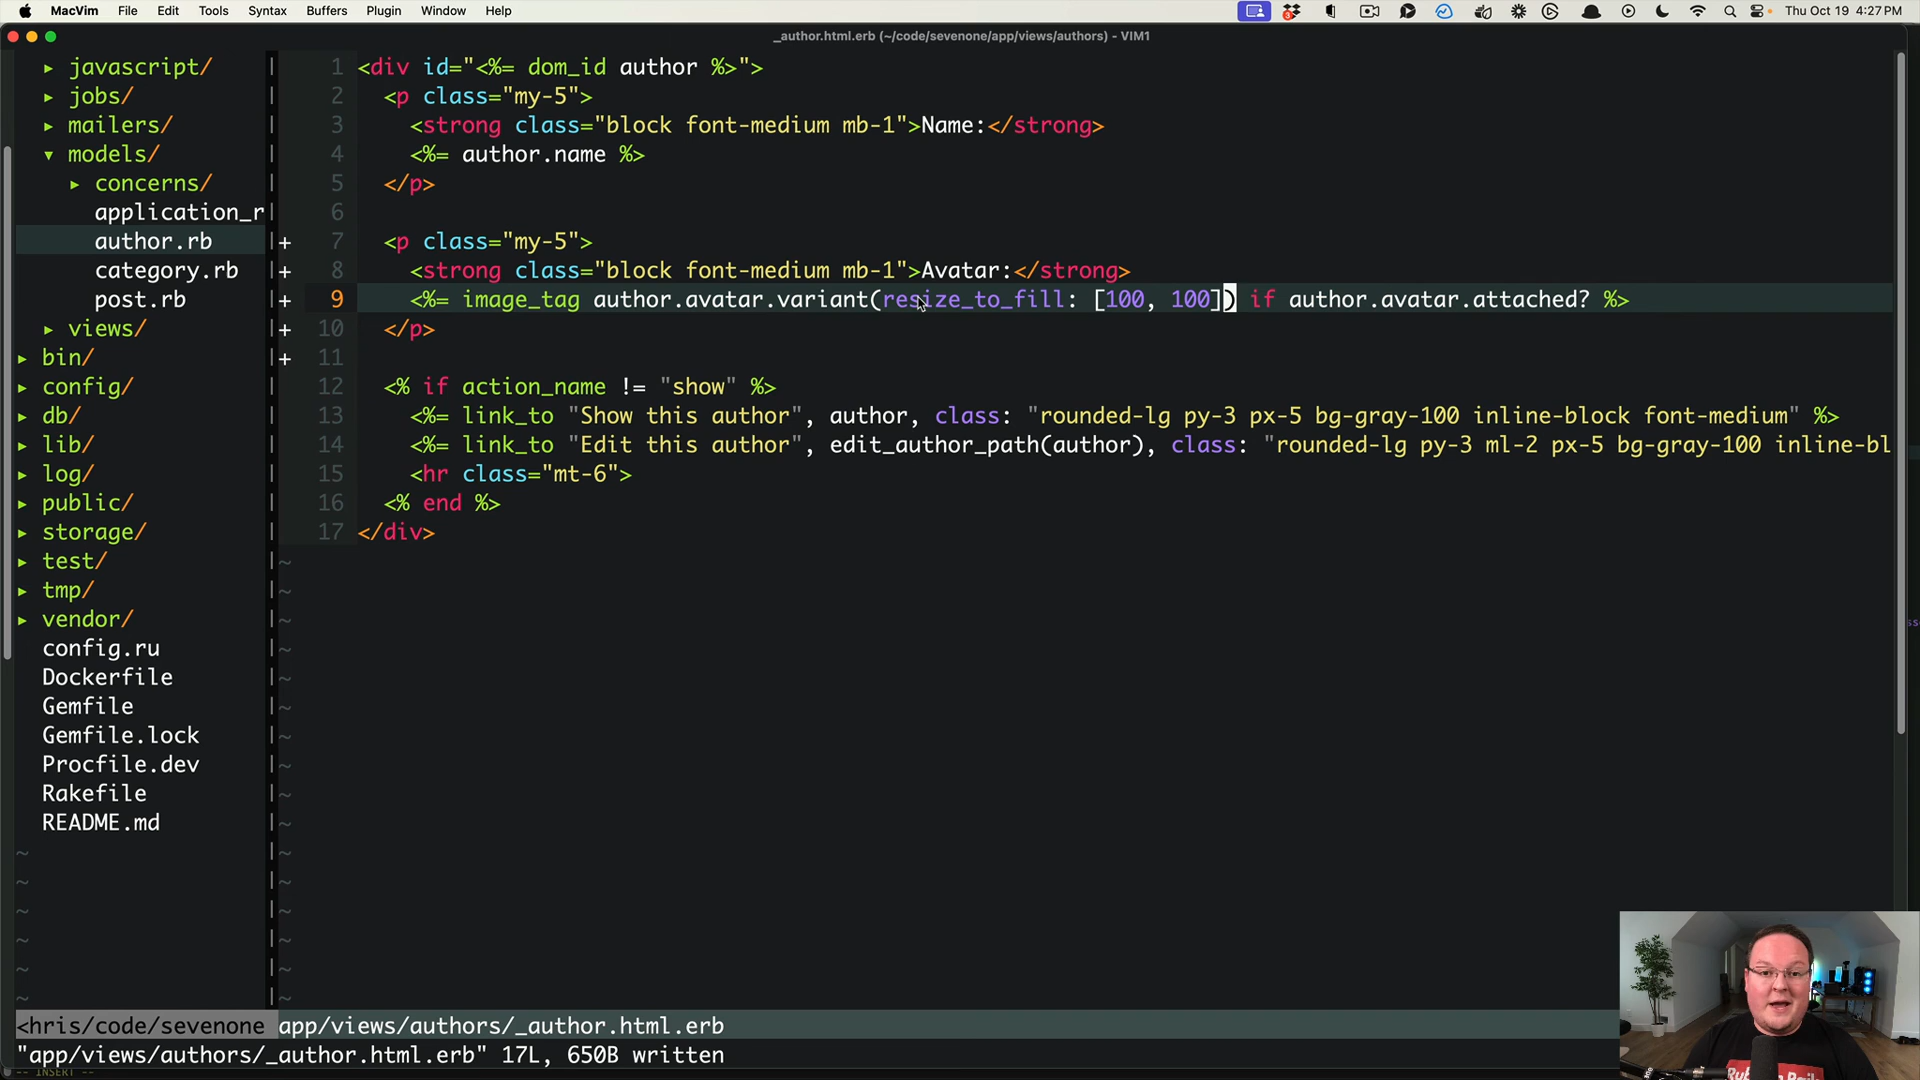 MacVim File Edit Tools Syntax Buffers Plugin Window Help Thu Oct 19 4:27 PM
_author.html.erb (~/code/sevenone/app/views/authors) - VIM1
▸ javascript/
▸ jobs/
▸ mailers/
▾ models/
▸ concerns/
application_r
author.rb
category.rb
post.rb
▸ views/
▸ bin/
▸ config/
▸ db/
▸ lib/
▸ log/
▸ public/
▸ storage/
▸ test/
▸ tmp/
▸ vendor/
config.ru
Dockerfile
Gemfile
Gemfile.lock
Procfile.dev
Rakefile
README.md
1 <div id="<%= dom_id author %>">
2 <p class="my-5">
3 <strong class="block font-medium mb-1">Name:</strong>
4 <%= author.name %>
5 </p>
6
+ 7 <p class="my-5">
+ 8 <strong class="block font-medium mb-1">Avatar:</strong>
+ 9 <%= image_tag author.avatar.variant(resize_to_fill: [100, 100]) if author.avatar.attached? %>
+ 10 </p>
+ 11
12 <% if action_name != "show" %>
13 <%= link_to "Show this author", author, class: "rounded-lg py-3 px-5 bg-gray-100 inline-block font-medium" %>
14 <%= link_to "Edit this author", edit_author_path(author), class: "rounded-lg py-3 ml-2 px-5 bg-gray-100 inline-bl
15 <hr class="mt-6">
16 <% end %>
17 </div>
<hris/code/sevenone app/views/authors/_author.html.erb
"app/views/authors/_author.html.erb" 17L, 650B written
-- INSERT --